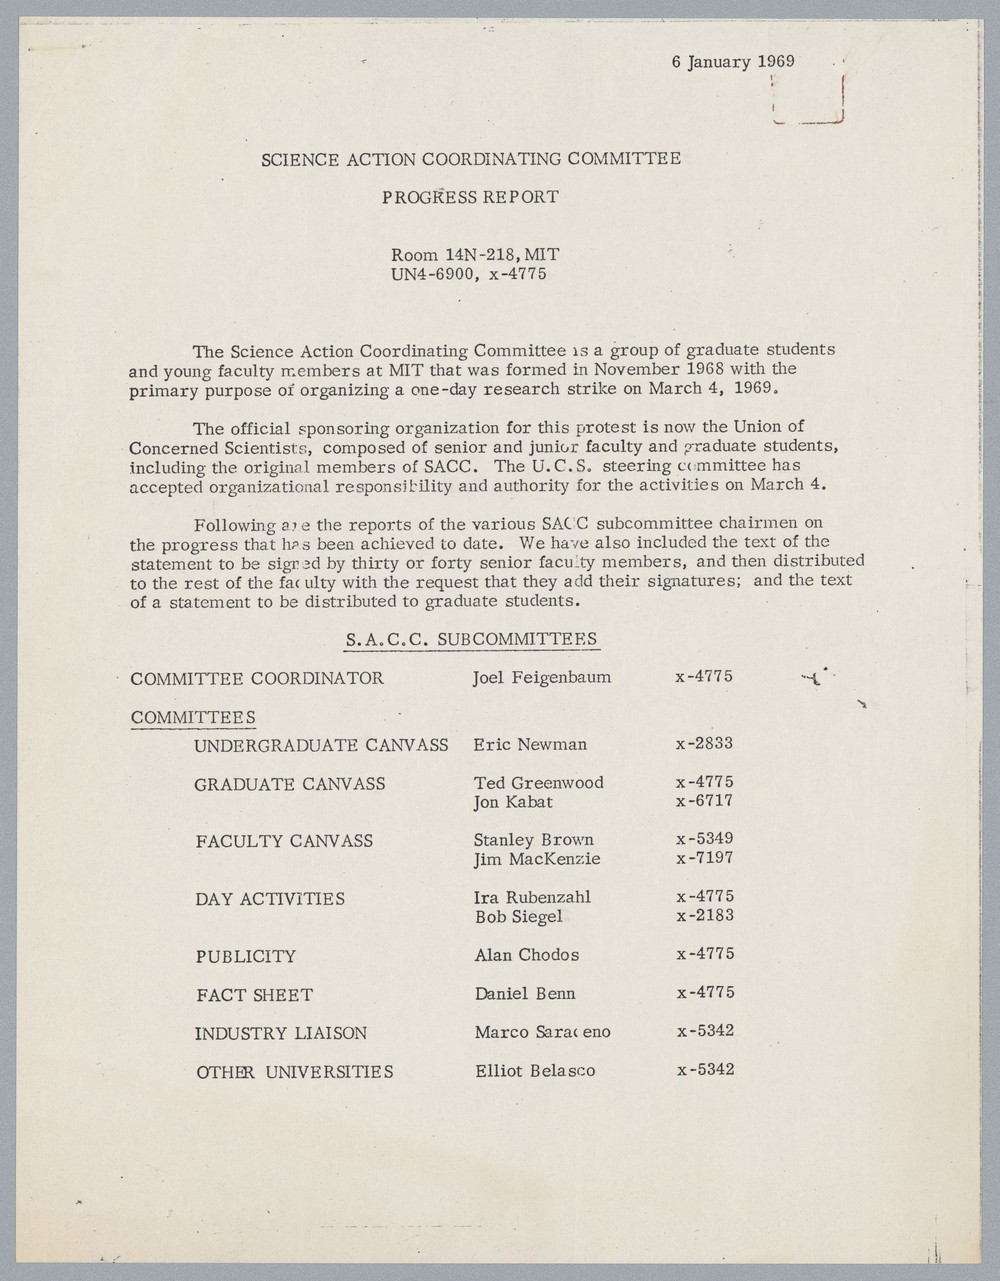 6 January 1969
SCIENCE ACTION COORDINATING COMMITTEE
PROGRESS REPORT
Room 14N-218, MIT
UN4-6900, x-4775
The Science Action Coordinating Committee is a group of graduate students
and young faculty members at MIT that was formed in November 1968 with the
primary purpose of organizing a one-day research strike on March 4, 1969.
The official sponsoring organization for this protest is now the Union of
Concerned Scientists, composed of senior and junior faculty and graduate students,
including the original members of SACC. The U.C.S. steering committee has
accepted organizational responsibility and authority for the activities on March 4.
Following are the reports of the various SACC subcommittee chairmen on
the progress that has been achieved to date. We have also included the text of the
statement to be signed by thirty or forty senior faculty members, and then distributed
to the rest of the faculty with the request that they add their signatures; and the text
of a statement to be distributed to graduate students.
S.A.C.C. SUBCOMMITTEES
COMMITTEE COORDINATOR Joel Feigenbaum x-4775
COMMITTEES
UNDERGRADUATE CANVASS Eric Newman x-2833
GRADUATE CANVASS Ted Greenwood x-4775
Jon Kabat x-6717
FACULTY CANVASS Stanley Brown x-5349
Jim MacKenzie x-7197
DAY ACTIVITIES Ira Rubenzahl x-4775
Bob Siegel x-2183
PUBLICITY Alan Chodos x-4775
FACT SHEET Daniel Benn x-4775
INDUSTRY LIAISON Marco Saraceno x-5342
OTHER UNIVERSITIES Elliot Belasco x-5342